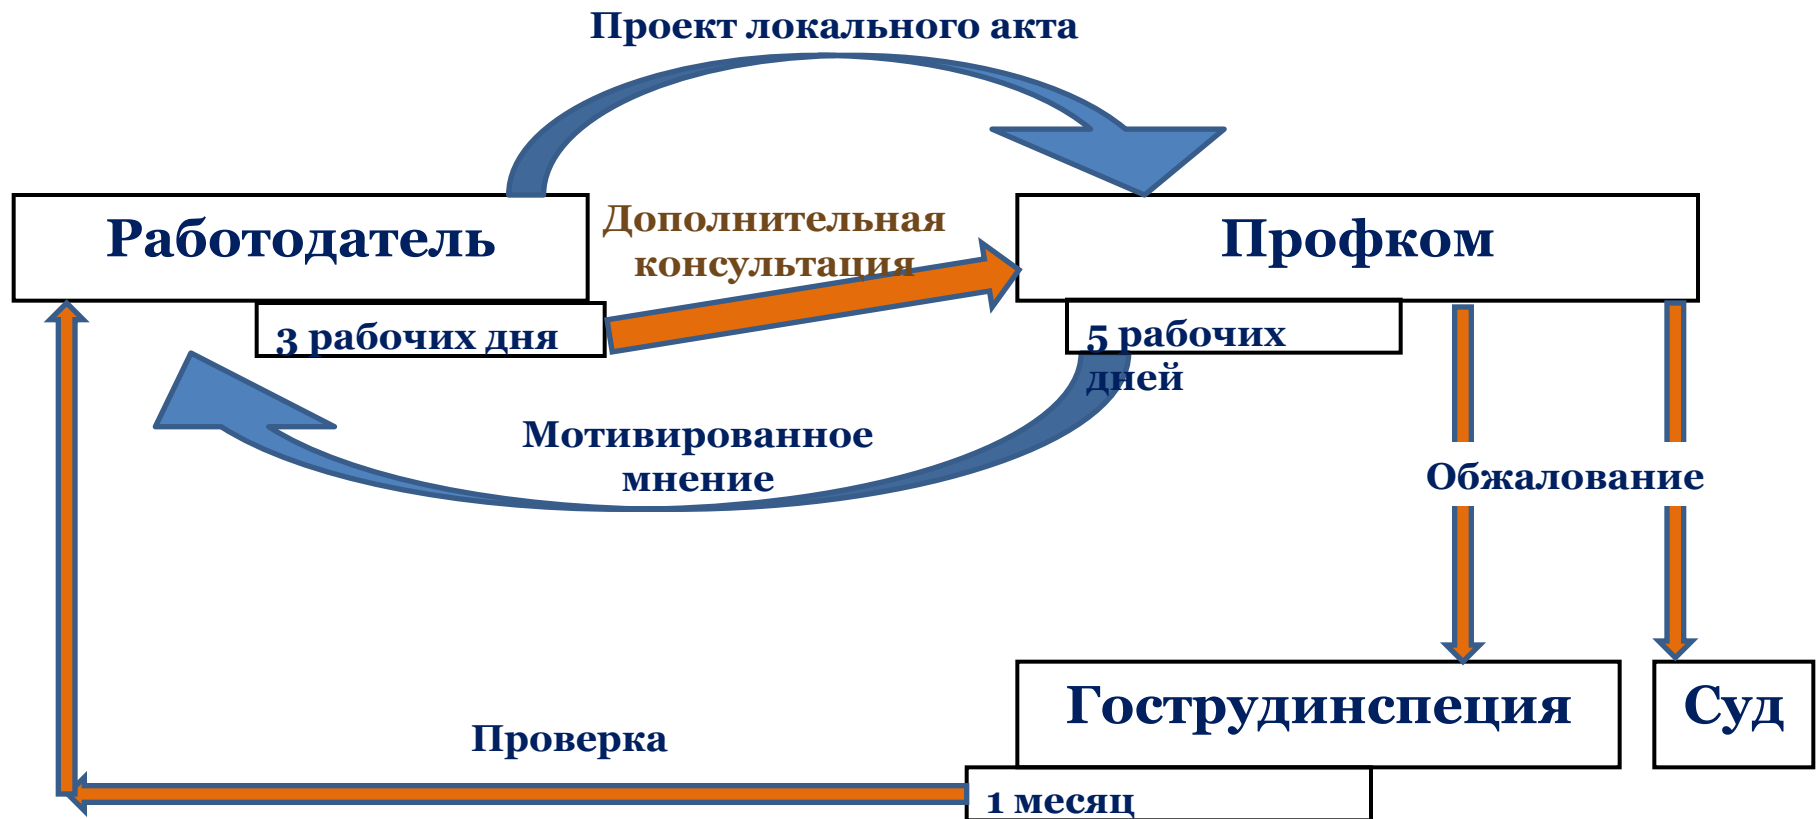 Проект локального акта
Работодатель
Дополнительная
консультация
Профком
3 рабочих дня
5 рабочих
дней
Мотивированное
мнение
Обжалование
Гострудинспеция
Суд
Проверка
1 месяц